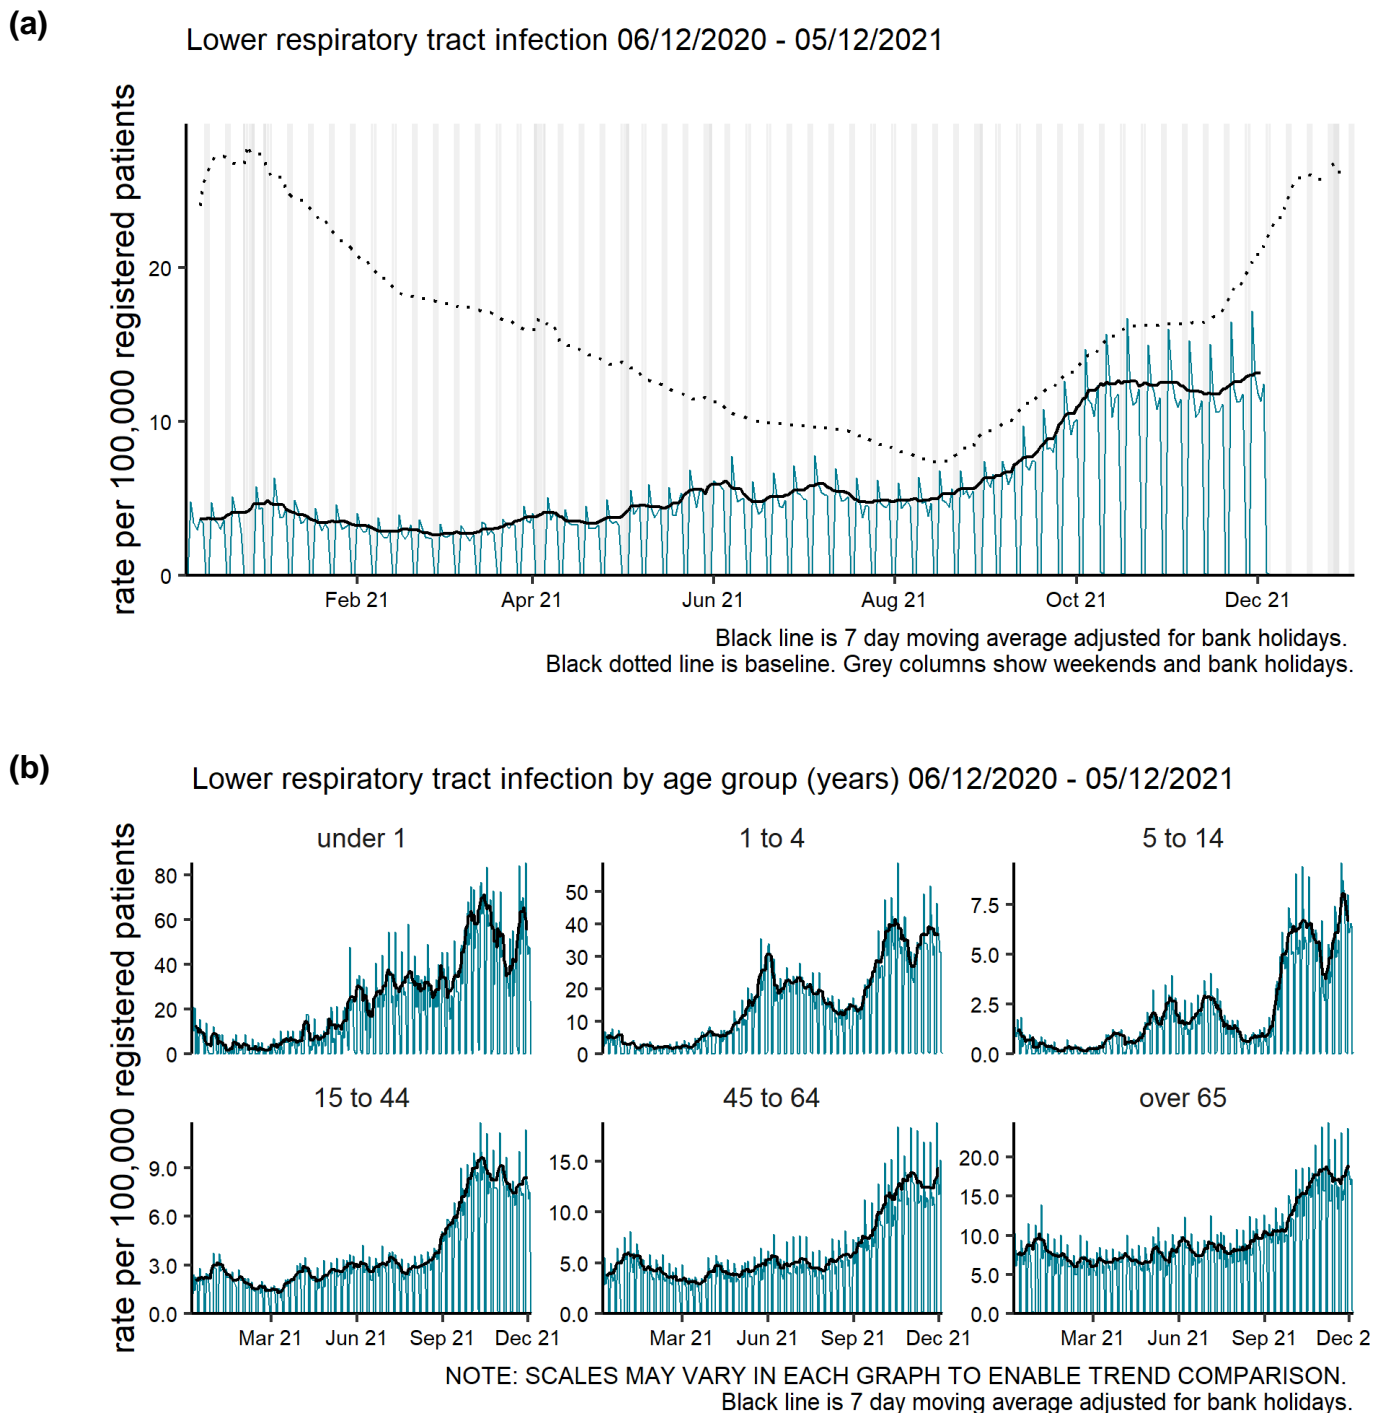 (a)
Lower respiratory tract infection 06/12/2020 - 05/12/2021
rate per 100,000 registered patients
20
10
0
Feb 21
Apr 21
Jun 21
Aug 21
Oct 21
Dec 21
Black line is 7 day moving average adjusted for bank holidays.
Black dotted line is baseline. Grey columns show weekends and bank holidays.
(b)
Lower respiratory tract infection by age group (years) 06/12/2020 - 05/12/2021
rate per 100,000 registered patients
under 1
80
60
40
20
0
1 to 4
50
40
30
20
10
0
5 to 14
7.5
5.0
2.5
0.0
15 to 44
9.0
6.0
3.0
0.0
Mar 21
Jun 21
Sep 21
Dec 21
45 to 64
15.0
10.0
5.0
0.0
Mar 21
Jun 21
Sep 21
Dec 21
over 65
20.0
15.0
10.0
5.0
0.0
Mar 21
Jun 21
Sep 21
Dec 2
NOTE: SCALES MAY VARY IN EACH GRAPH TO ENABLE TREND COMPARISON.
Black line is 7 day moving average adjusted for bank holidays.